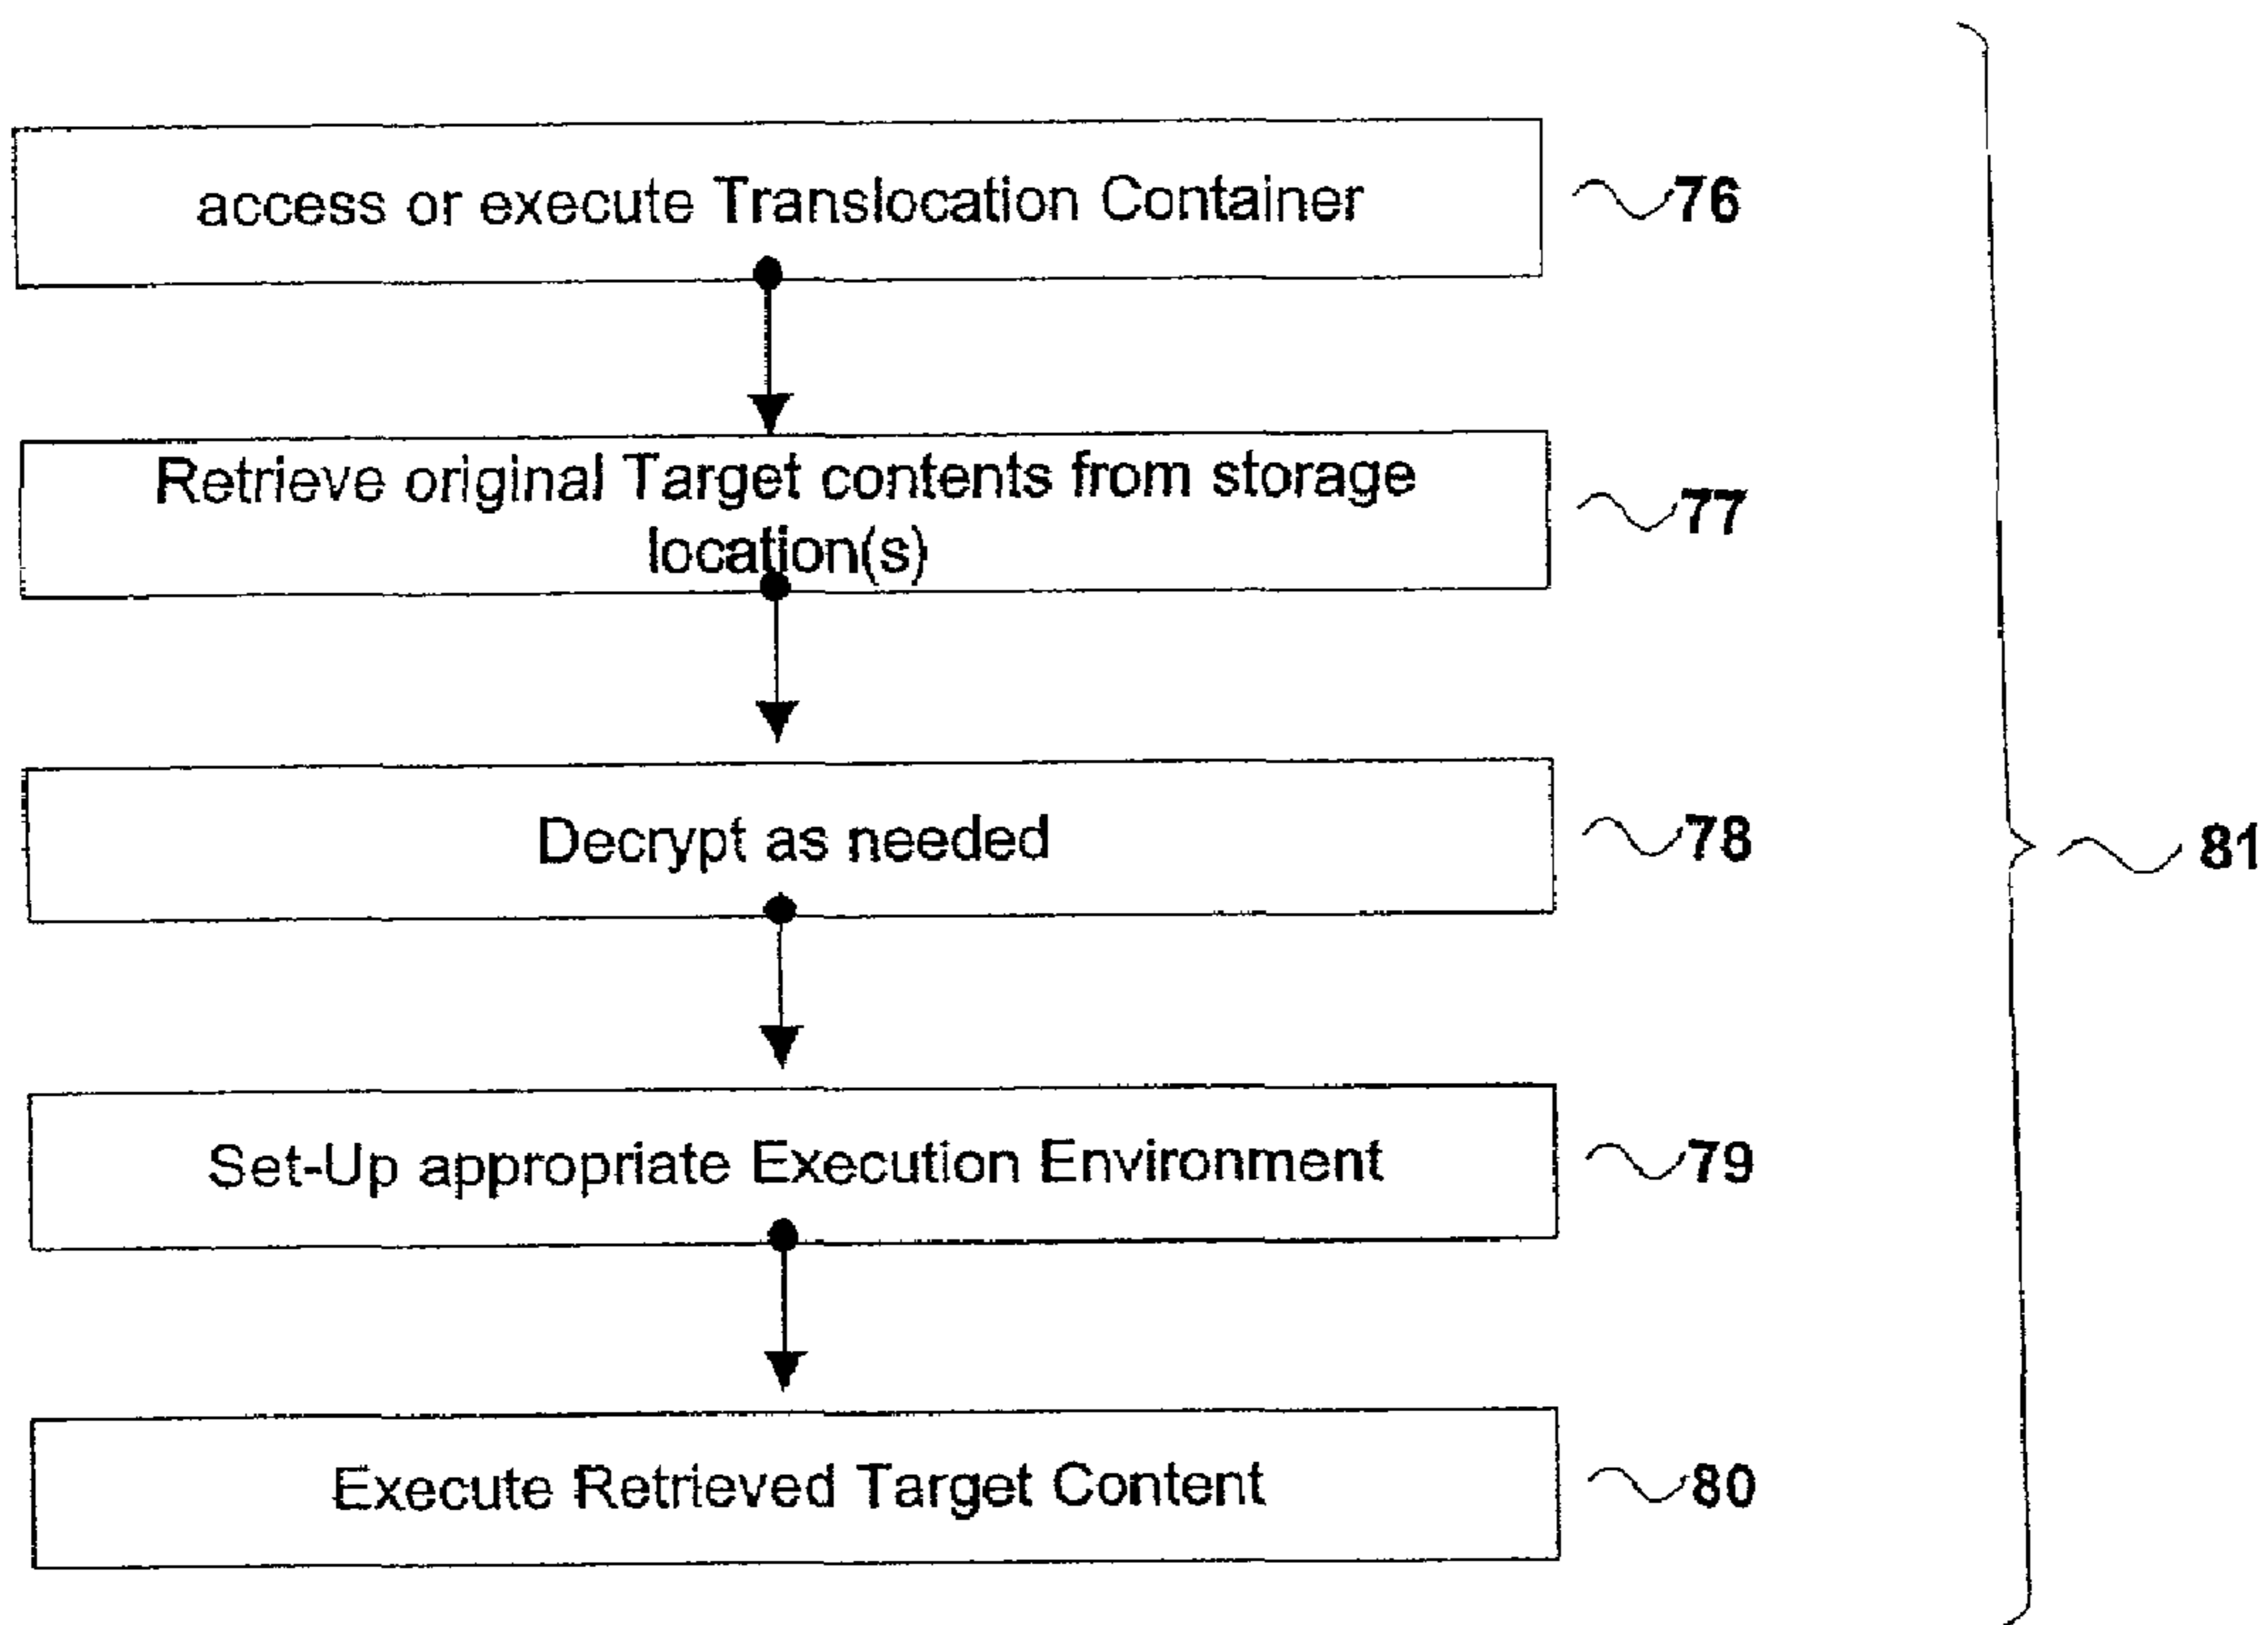 access or execute Translocation Container
76
Retrieve original Target contents from storage
location(s)
77
Decrypt as needed
78
81
Set-Up appropriate Execution Environment
79
Execute Retrieved Target Content
80